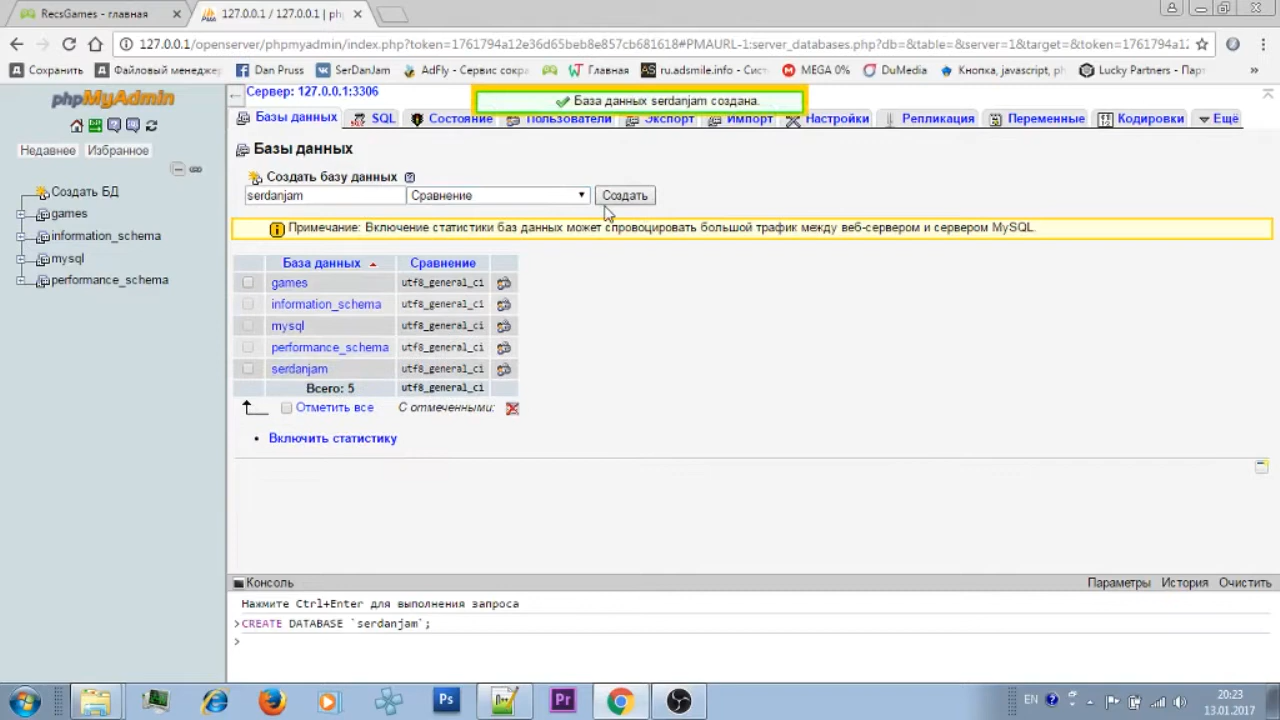 RecsGames - главная
127.0.0.1 / 127.0.0.1 | ph
127.0.0.1/openserver/phpmyadmin/index.php?token=1761794a12e36d65beb8e857cb681618#PMAURL-1:server_databases.php?db=&table=&server=1&target=&token=1761794a1
Сохранить
Файловый менедже
Dan Pruss
SerDanJam
AdFly - Сервис сокра
Главная
ru.adsmile.info - Сист
MEGA 0%
DuMedia
Кнопка, javascript, ph
Lucky Partners - Парт
»
phpMyAdmin
Недавнее
Избранное
Создать БД
games
information_schema
mysql
performance_schema
Сервер: 127.0.0.1:3306
База данных serdanjam создана.
Базы данных
SQL
Состояние
Пользователи
Экспорт
Импорт
Настройки
Репликация
Переменные
Кодировки
Ещё
Базы данных
Создать базу данных
serdanjam
Сравнение
Создать
Примечание: Включение статистики баз данных может спровоцировать большой трафик между веб-сервером и сервером MySQL.
База данных
Сравнение
games utf8_general_ci
information_schema utf8_general_ci
mysql utf8_general_ci
performance_schema utf8_general_ci
serdanjam utf8_general_ci
Всего: 5 utf8_general_ci
Отметить все
С отмеченными:
• Включить статистику
Консоль
Параметры
История
Очистить
Нажмите Ctrl+Enter для выполнения запроса
>CREATE DATABASE `serdanjam`;
>
Ps
Pr
EN
20:23
13.01.2017